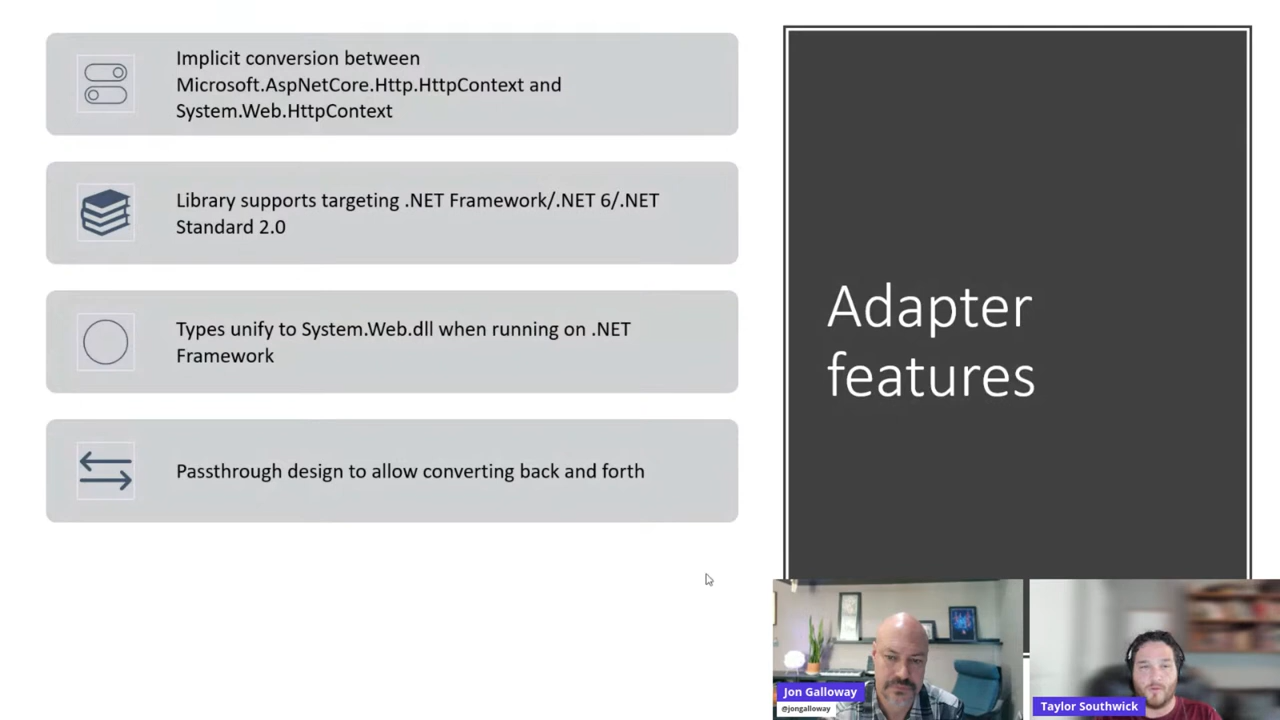 Implicit conversion between
Microsoft.AspNetCore.Http.HttpContext and
System.Web.HttpContext
Library supports targeting .NET Framework/.NET 6/.NET
Standard 2.0
Types unify to System.Web.dll when running on .NET
Framework
Passthrough design to allow converting back and forth
Adapter
features
Jon Galloway
@jongalloway
Taylor Southwick